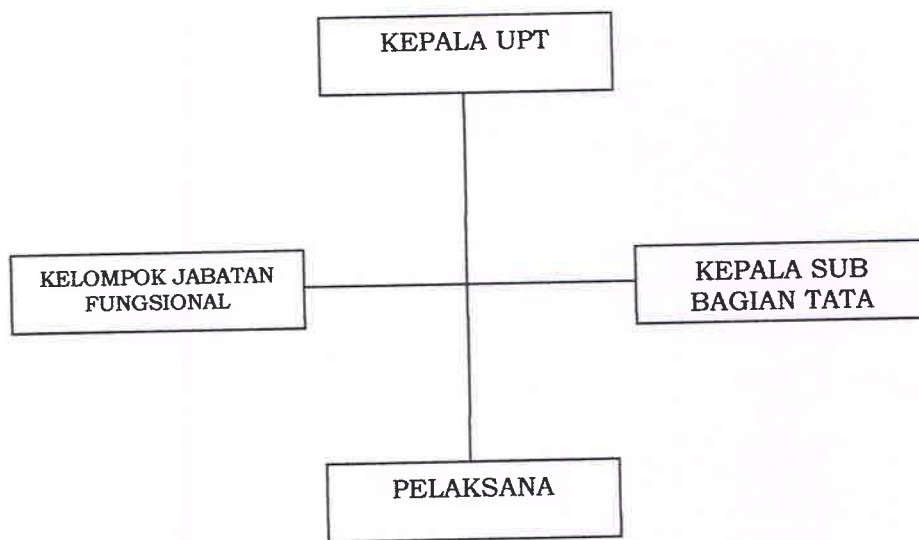 KEPALA UPT
KELOMPOK JABATAN
FUNGSIONAL
KEPALA SUB
BAGIAN TATA
PELAKSANA